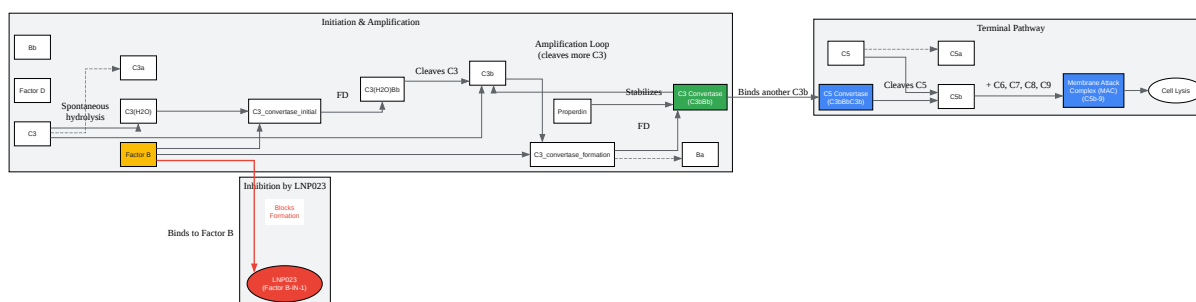 Initiation & Amplification
Bb
C3a
Factor D
Spontaneous
hydrolysis
C3(H2O)
C3
Factor B
C3_convertase_initial
FD
C3(H2O)Bb
Cleaves C3
C3b
Amplification Loop
(cleaves more C3)
Properdin
Stabilizes
FD
C3_convertase_formation
Ba
C3 Convertase
(C3bBb)
Binds another C3b
Terminal Pathway
C5
C5a
Cleaves C5
C5 Convertase
(C3bBbC3b)
C5b
+ C6, C7, C8, C9
Membrane Attack
Complex (MAC)
(C5b-9)
Cell Lysis
Inhibition by LNP023
Blocks
Formation
Binds to Factor B
LNP023
(Factor B-IN-1)